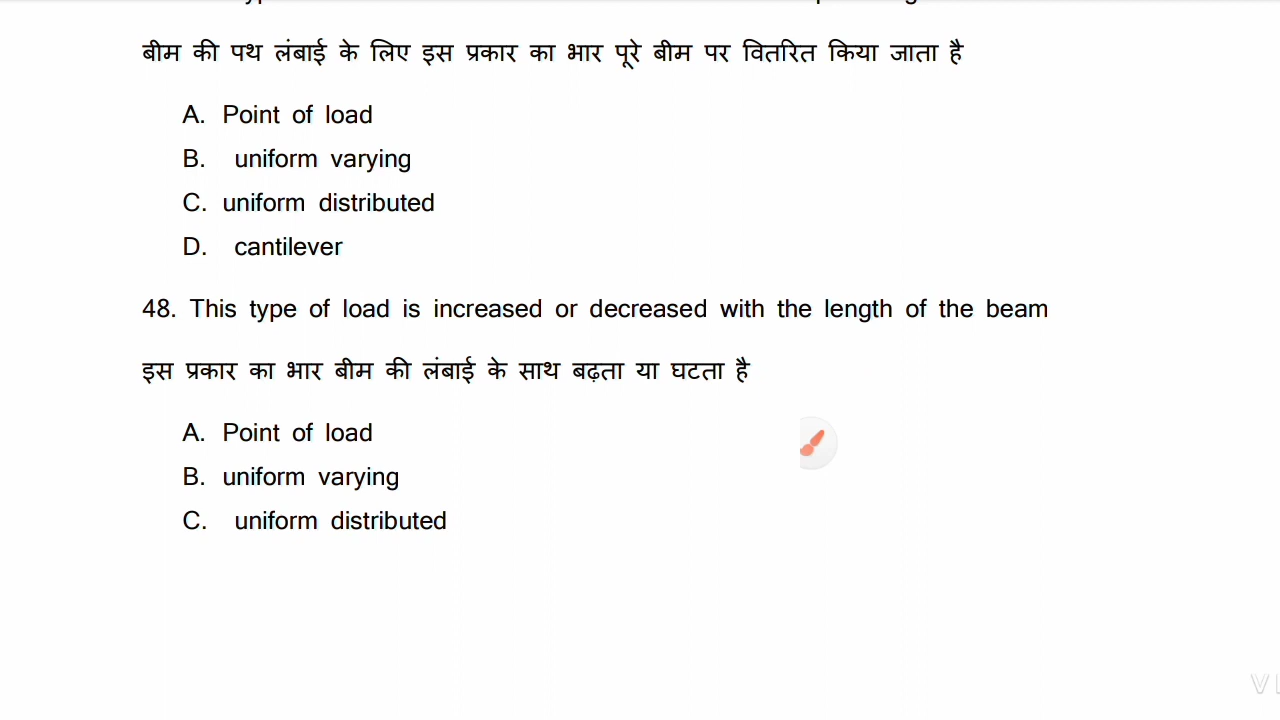 बीम की पथ लंबाई के लिए इस प्रकार का भार पूरे बीम पर वितरित किया जाता है
A. Point of load
B. uniform varying
C. uniform distributed
D. cantilever
48. This type of load is increased or decreased with the length of the beam
इस प्रकार का भार बीम की लंबाई के साथ बढ़ता या घटता है
A. Point of load
B. uniform varying
C. uniform distributed